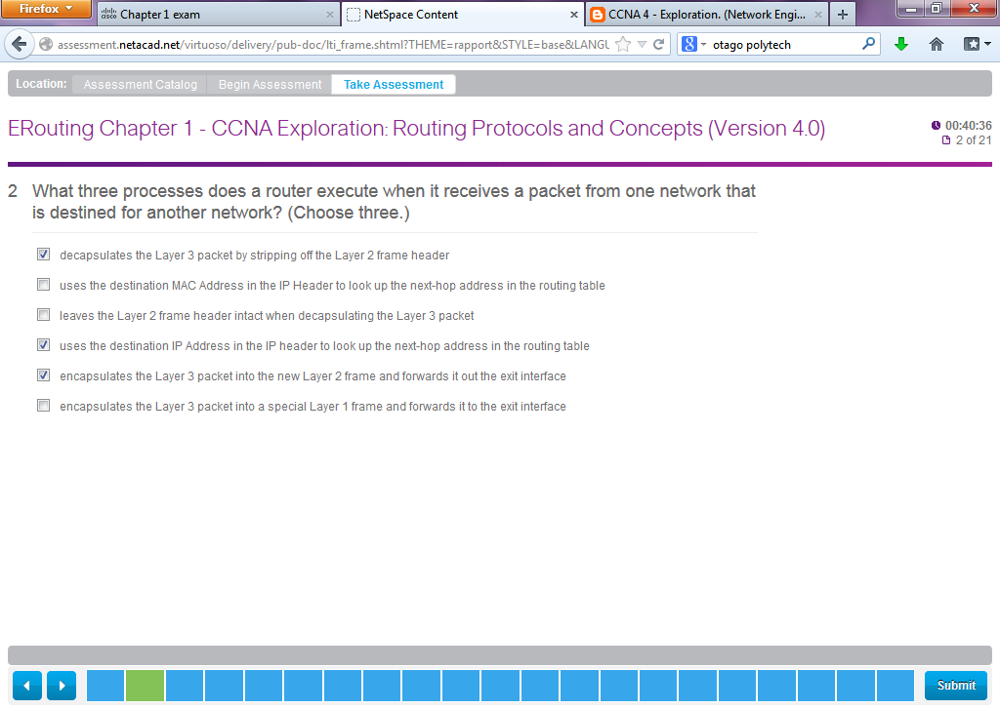 Firefox
Chapter 1 exam
NetSpace Content
CCNA 4 - Exploration. (Network Engi...
assessment.netacad.net/virtuoso/delivery/pub-doc/lti_frame.shtml?THEME=rapport&STYLE=base&LANGU
otago polytech
Location: Assessment Catalog Begin Assessment Take Assessment
ERouting Chapter 1 - CCNA Exploration: Routing Protocols and Concepts (Version 4.0)
00:40:36
2 of 21
2 What three processes does a router execute when it receives a packet from one network that
is destined for another network? (Choose three.)
decapsulates the Layer 3 packet by stripping off the Layer 2 frame header
uses the destination MAC Address in the IP Header to look up the next-hop address in the routing table
leaves the Layer 2 frame header intact when decapsulating the Layer 3 packet
uses the destination IP Address in the IP header to look up the next-hop address in the routing table
encapsulates the Layer 3 packet into the new Layer 2 frame and forwards it out the exit interface
encapsulates the Layer 3 packet into a special Layer 1 frame and forwards it to the exit interface
Submit